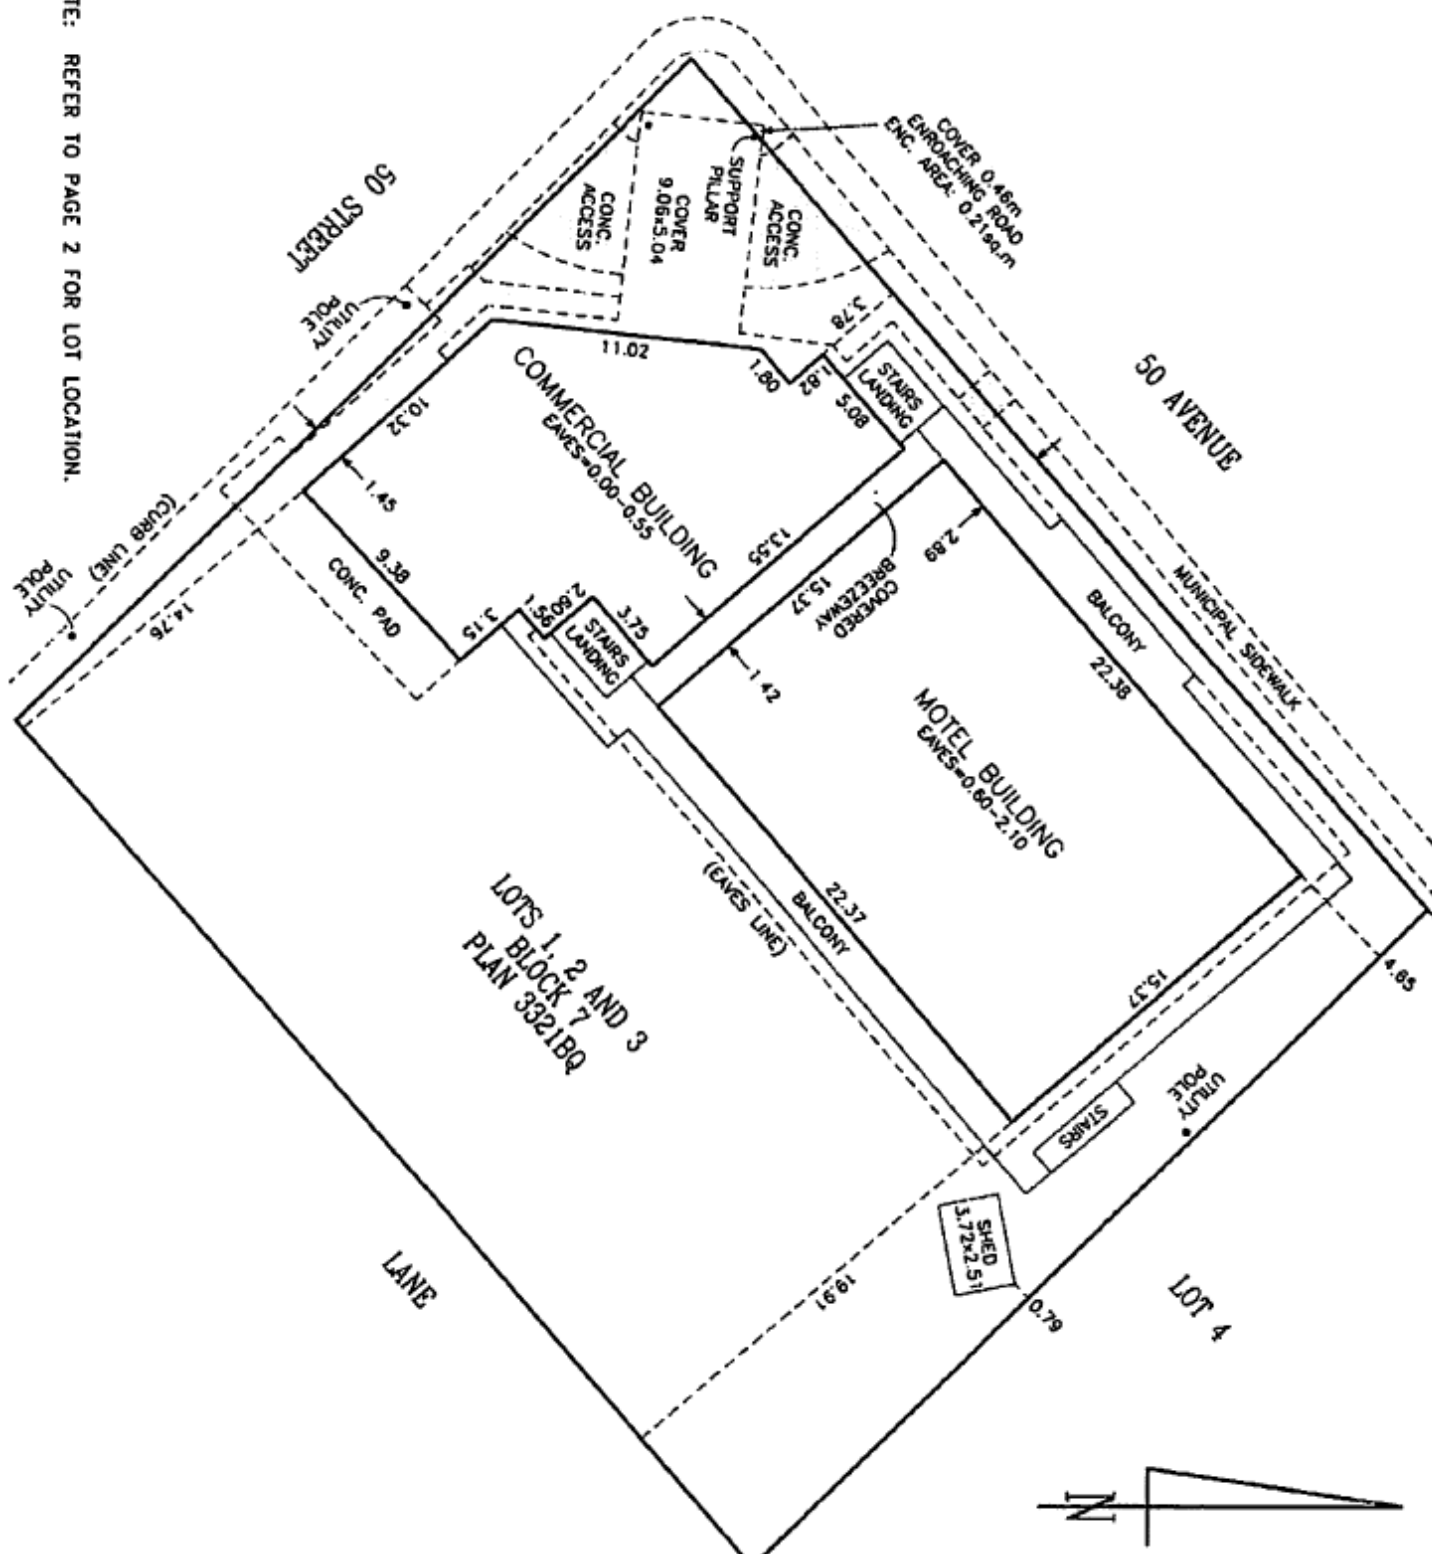 TE: REFER TO PAGE 2 FOR LOT LOCATION.
50 STREET
UTILITY
POLE
(CURB LINE)
UTILITY
POLE
COVER 0.46m
ENROACHING ROAD
ENC. AREA: 0.21sq.m
SUPPORT
PILLAR
COVER
9.06x5.04
CONC.
ACCESS
CONC.
ACCESS
3.78
50 AVENUE
MUNICIPAL SIDEWALK
11.02
1.80
1.82
5.08
STAIRS
LANDING
10.32
COMMERCIAL BUILDING
EAVES=0.00-0.55
1.45
13.55
9.38
CONC. PAD
14.76
3.15
1.56
2.60
3.75
STAIRS
LANDING
COVERED
BREEZEWAY
15.37
2.89
1.42
BALCONY
22.38
MOTEL BUILDING
EAVES=0.60-2.10
22.37
BALCONY
(EAVES LINE)
15.37
4.65
LOTS 1, 2 AND 3
BLOCK 7
PLAN 3321BQ
UTILITY
POLE
STAIRS
SHED
3.72x2.51
0.79
19.91
LOT 4
LANE
N